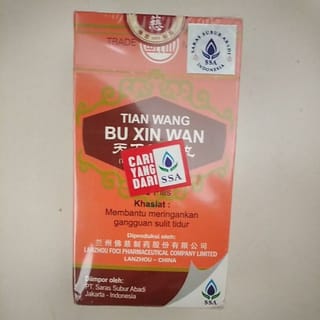 TRADE
SARAS SUBUR ABADI
SSA
INDONESIA
TIAN WANG
BU XIN WAN
CARI
YANG
DARI
SSA
Khasiat :
Membantu meringankan
gangguan sulit tidur
Diproduksi oleh:
兰州佛慈制药股份有限公司
LANZHOU FOCI PHARMACEUTICAL COMPANY LIMITED
LANZHOU - CHINA
Diimpor oleh:
PT. Saras Subur Abadi
Jakarta - Indonesia
SSA